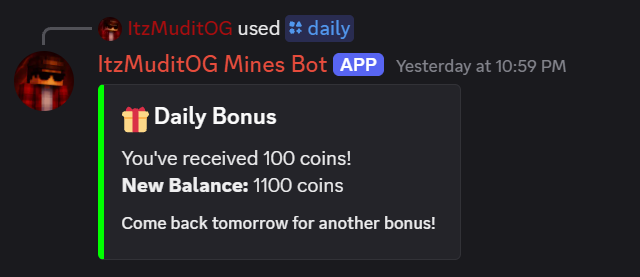 ItzMuditOG used daily
ItzMuditOG Mines Bot APP Yesterday at 10:59 PM
Daily Bonus
You've received 100 coins!
New Balance: 1100 coins
Come back tomorrow for another bonus!